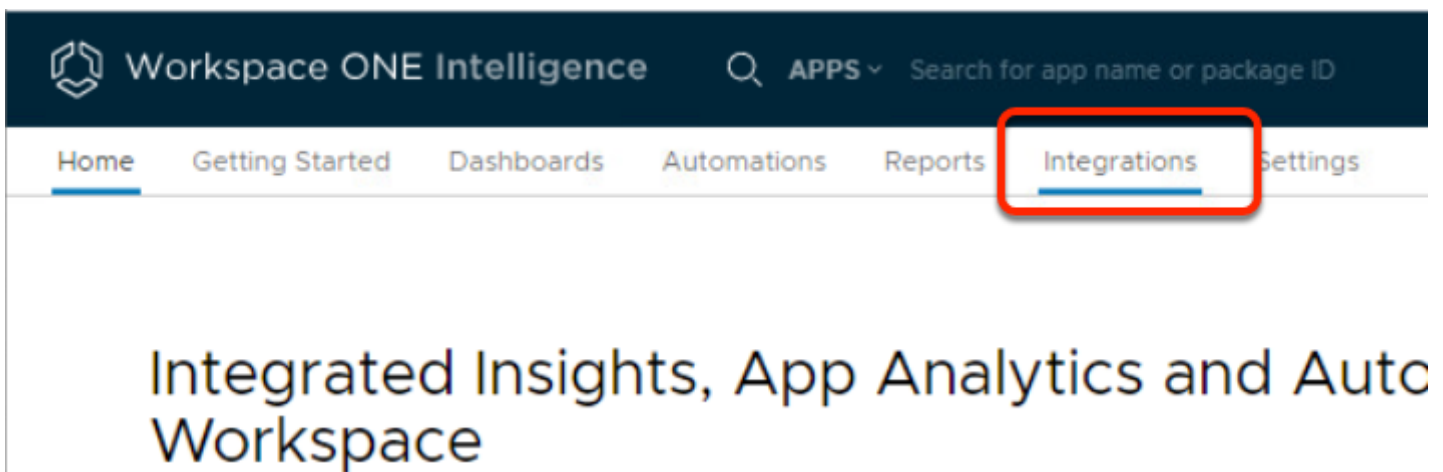 Workspace ONE Intelligence APPS Search for app name or package ID
Home Getting Started Dashboards Automations Reports Integrations Settings
Integrated Insights, App Analytics and Auto
Workspace